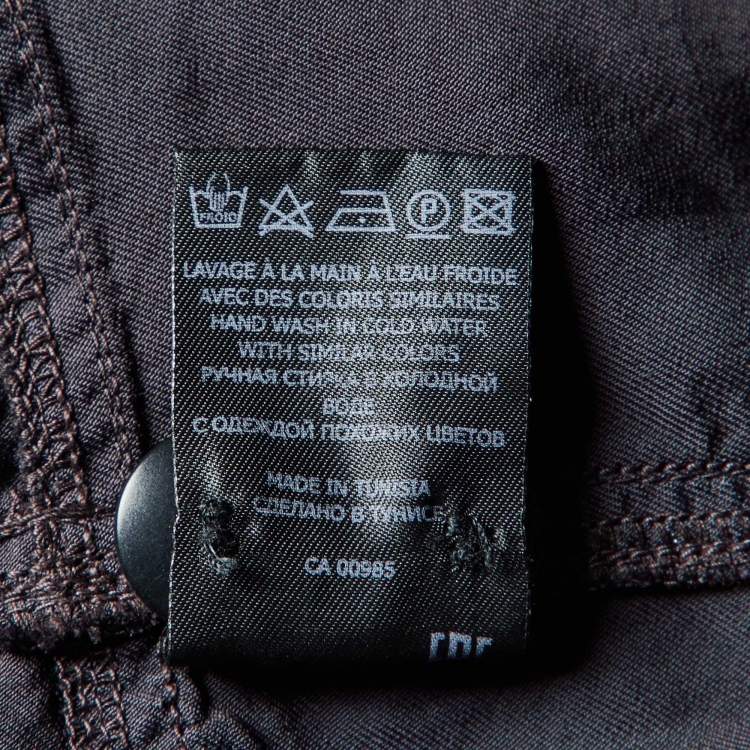 FROID
P
LAVAGE À LA MAIN À L'EAU FROIDE
AVEC DES COLORIS SIMILAIRES
HAND WASH IN COLD WATER
WITH SIMILAR COLORS
РУЧНАЯ СТИРКА В ХОЛОДНОЙ
ВОДЕ
С ОДЕЖДОЙ ПОХОЖИХ ЦВЕТОВ
MADE IN TUNISIA
СДЕЛАНО В ТУНИСЕ
CA 00985